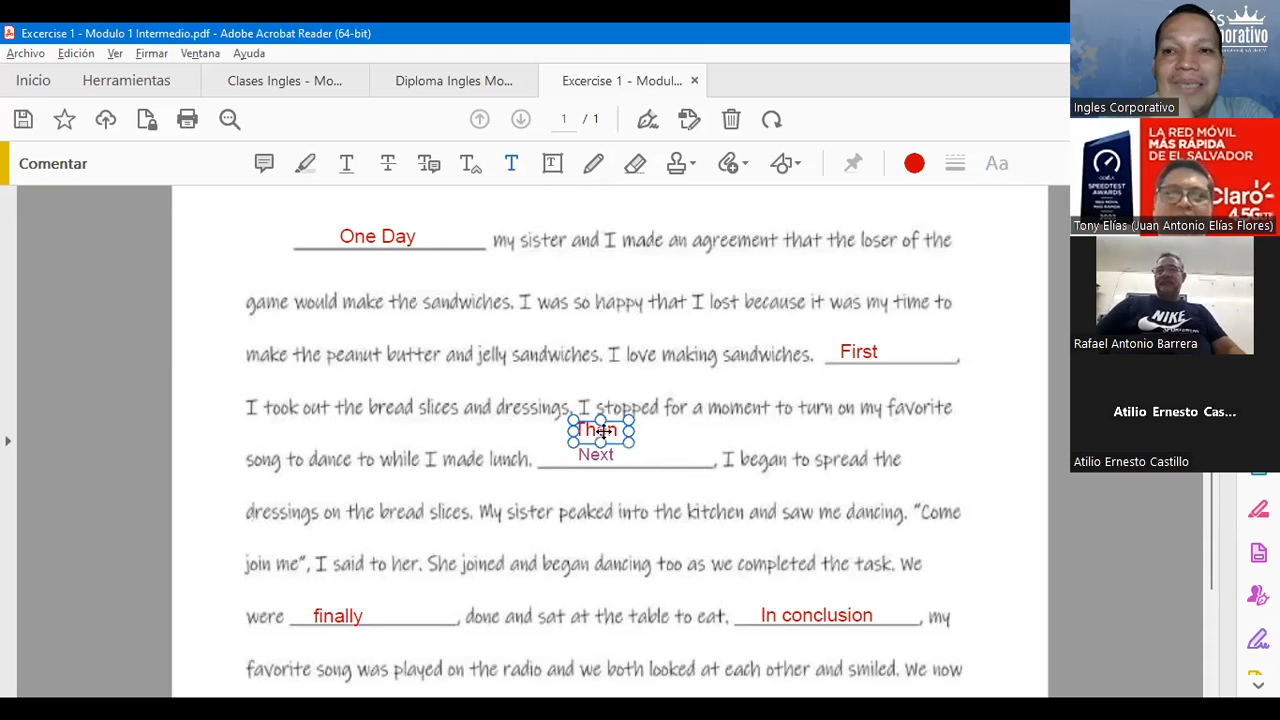 Excercise 1 - Modulo 1 Intermedio.pdf - Adobe Acrobat Reader (64-bit)
Archivo Edición Ver Firmar Ventana Ayuda
Inicio Herramientas Clases Ingles - Mo... Diploma Ingles Mo... Excercise 1 - Modul... ×
1 / 1
Comentar
Aa
One Day my sister and I made an agreement that the loser of the
game would make the sandwiches. I was so happy that I lost because it was my time to
make the peanut butter and jelly sandwiches. I love making sandwiches. First,
I took out the bread slices and dressings. I stopped for a moment to turn on my favorite
Then
song to dance to while I made lunch. Next, I began to spread the
dressings on the bread slices. My sister peaked into the kitchen and saw me dancing. "Come
join me", I said to her. She joined and began dancing too as we completed the task. We
were finally, done and sat at the table to eat. In conclusion, my
favorite song was played on the radio and we both looked at each other and smiled. We now
Ingles Corporativo
LA RED MÓVIL
MÁS RÁPIDA
DE EL SALVADOR
SPEEDTEST
AWARDS
Claro
4.5G
Tony Elías (Juan Antonio Elías Flores)
NIKE
Rafael Antonio Barrera
Atilio Ernesto Cas...
Atilio Ernesto Castillo